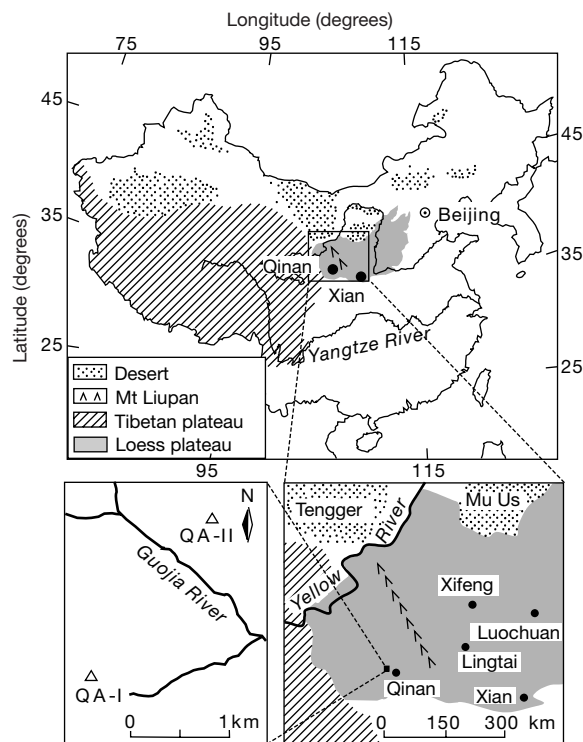 Longitude (degrees)
75 95 115
45
45
35
35
25
25
Latitude (degrees)
Beijing
Qinan
Xian
Yangtze River
Desert
Mt Liupan
Tibetan plateau
Loess plateau
95 115
N
QA-II
Guojia River
QA-I
0 1 km
Tengger
Mu Us
Yellow River
Xifeng
Luochuan
Lingtai
Qinan
Xian
0 150 300 km